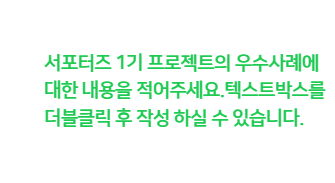 서포터즈 1기 프로젝트의 우수사례에
대한 내용을 적어주세요.텍스트박스를
더블클릭 후 작성 하실 수 있습니다.